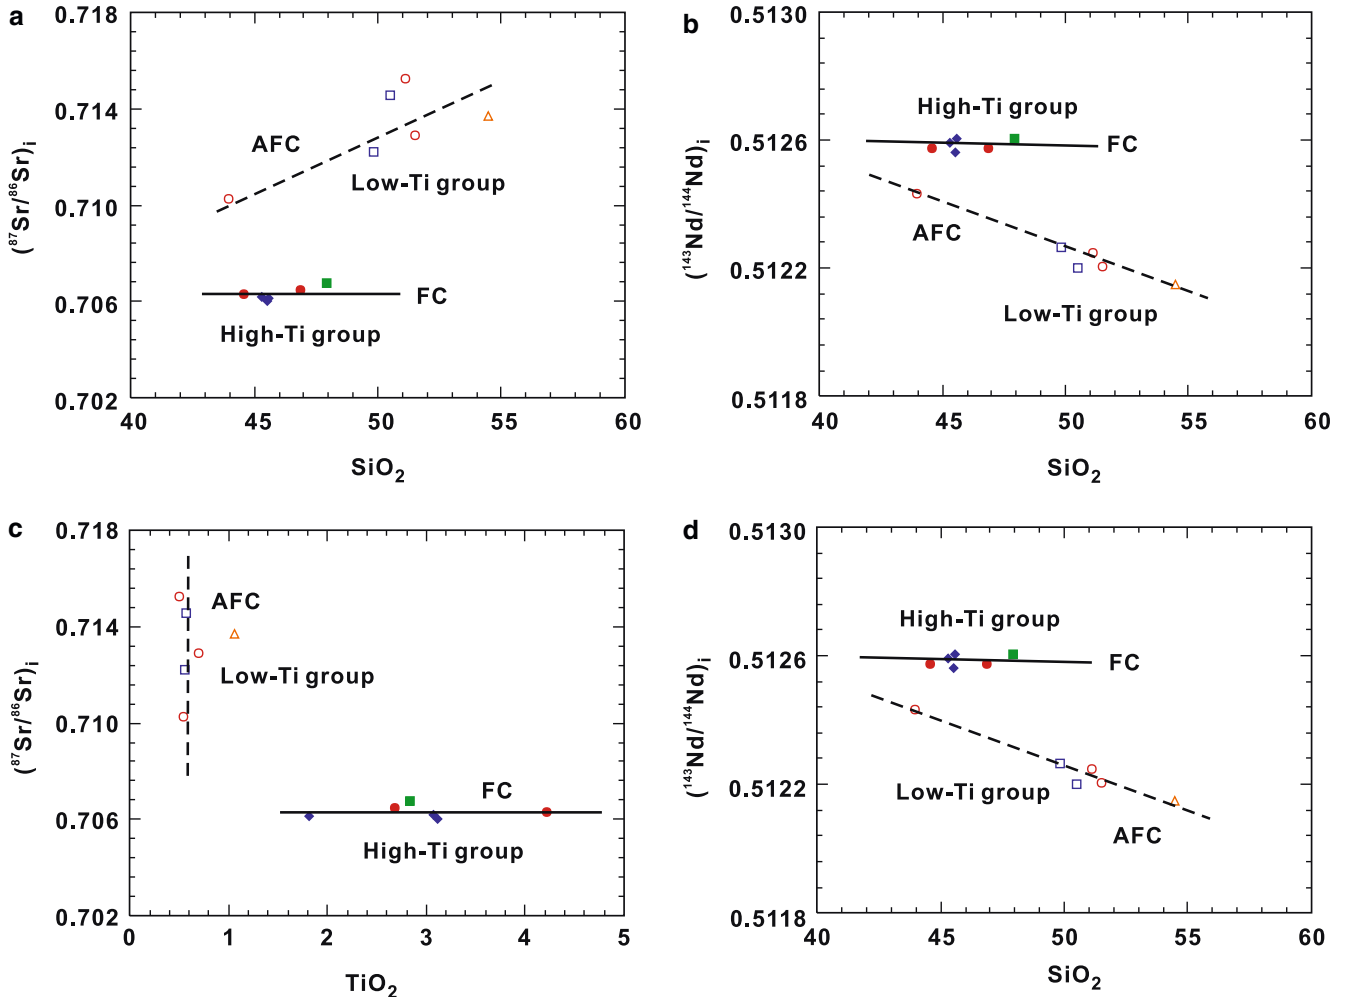 a
0.718
0.714
0.710
0.706
0.702
(⁸⁷Sr/⁸⁶Sr)ᵢ
AFC
Low-Ti group
FC
High-Ti group
40
45
50
55
60
SiO₂
b
0.5130
0.5126
0.5122
0.5118
(¹⁴³Nd/¹⁴⁴Nd)ᵢ
High-Ti group
FC
AFC
Low-Ti group
40
45
50
55
60
SiO₂
c
0.718
0.714
0.710
0.706
0.702
(⁸⁷Sr/⁸⁶Sr)ᵢ
AFC
Low-Ti group
FC
High-Ti group
0
1
2
3
4
5
TiO₂
d
0.5130
0.5126
0.5122
0.5118
(¹⁴³Nd/¹⁴⁴Nd)ᵢ
High-Ti group
FC
Low-Ti group
AFC
40
45
50
55
60
SiO₂